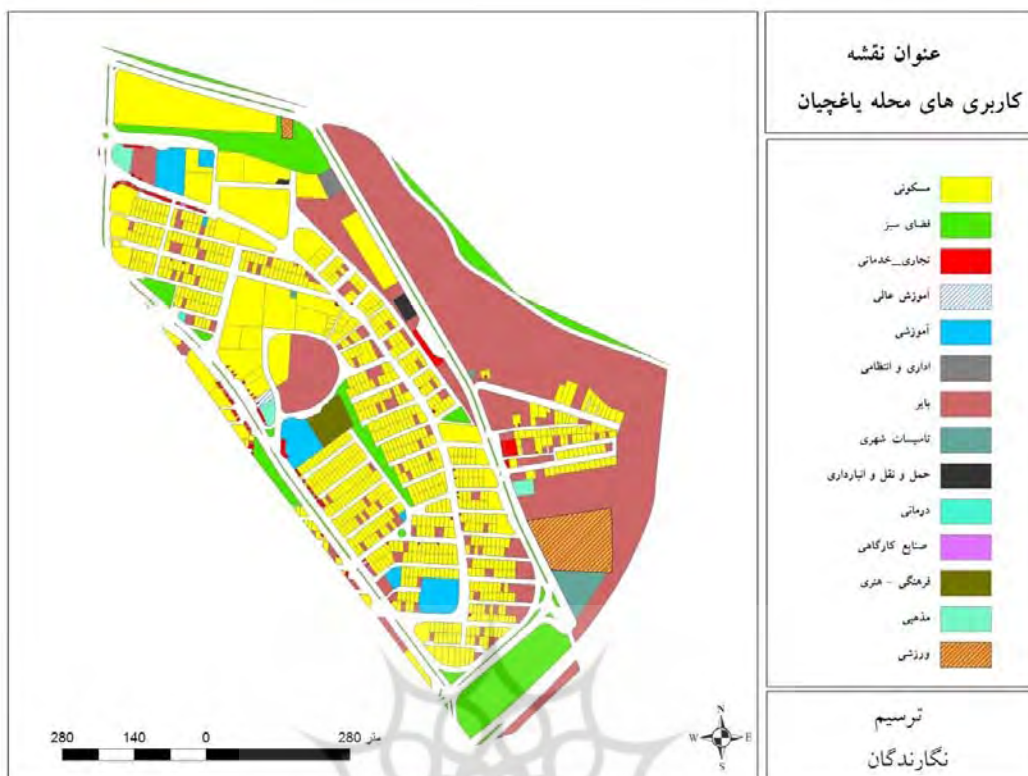 عنوان نقشه
کاربری های محله یاغچیان
مسکونی
فضای سبز
تجاری_خدماتی
آموزش عالی
آموزشی
اداری و انتظامی
بایر
تاسیسات شهری
حمل و نقل و انبارداری
درمانی
صنایع کارگاهی
فرهنگی - هنری
مذهبی
ورزشی
ترسیم
نگارندگان
N
W E
S
280 140 0 280 متر